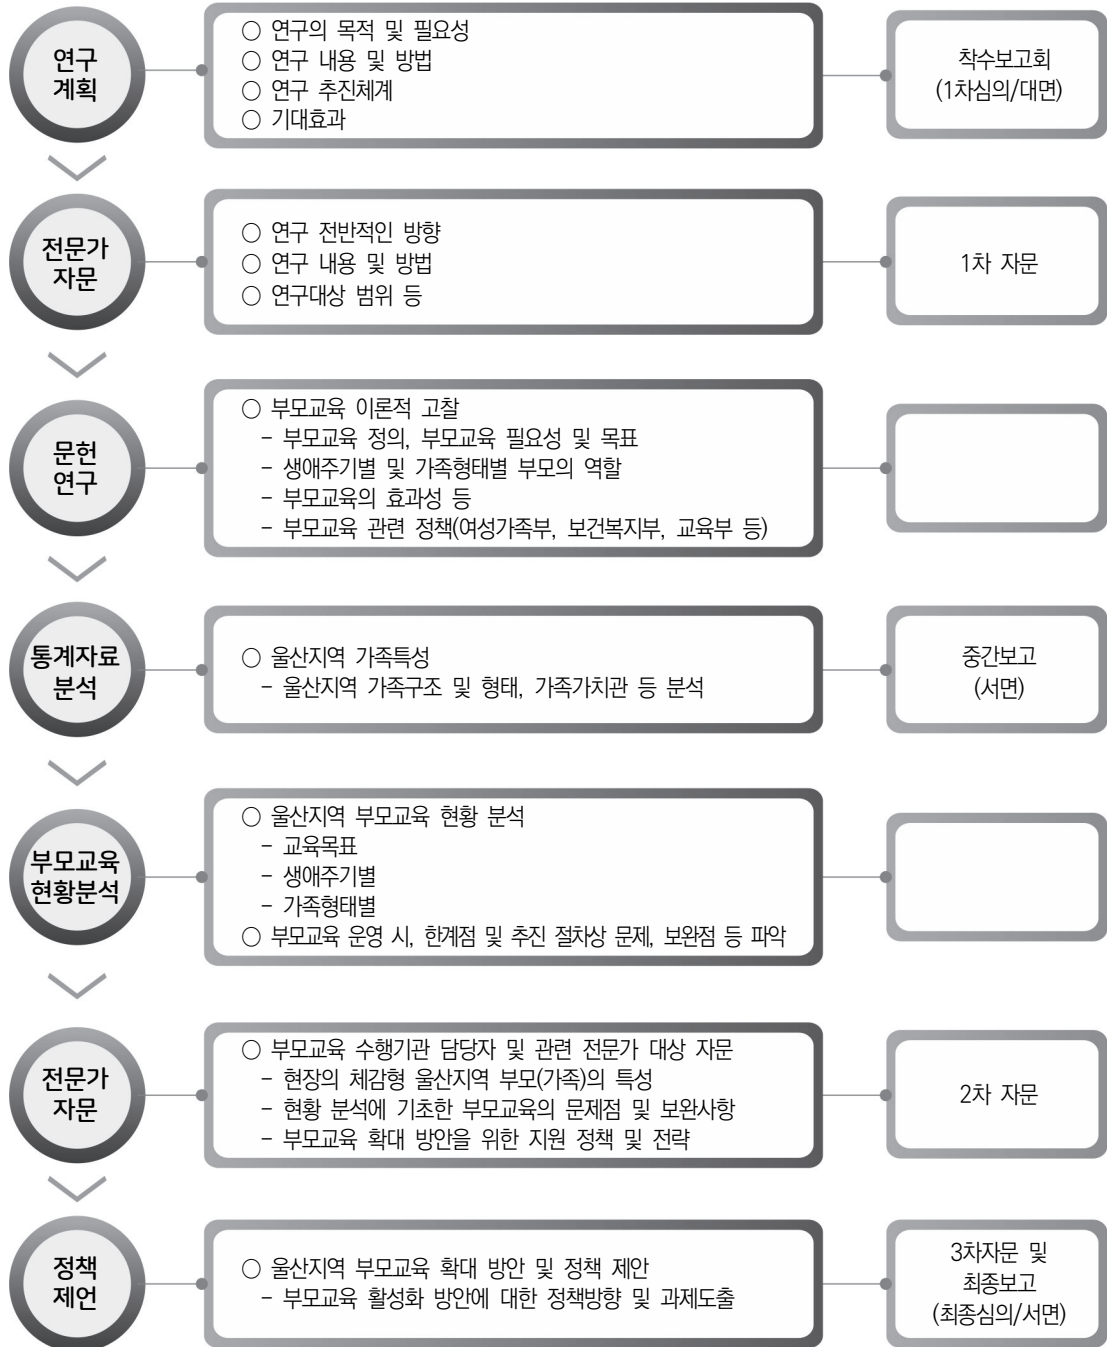 연구
계획
○ 연구의 목적 및 필요성
○ 연구 내용 및 방법
○ 연구 추진체계
○ 기대효과
착수보고회
(1차심의/대면)
전문가
자문
○ 연구 전반적인 방향
○ 연구 내용 및 방법
○ 연구대상 범위 등
1차 자문
문헌
연구
○ 부모교육 이론적 고찰
- 부모교육 정의, 부모교육 필요성 및 목표
- 생애주기별 및 가족형태별 부모의 역할
- 부모교육의 효과성 등
- 부모교육 관련 정책(여성가족부, 보건복지부, 교육부 등)
통계자료
분석
○ 울산지역 가족특성
- 울산지역 가족구조 및 형태, 가족가치관 등 분석
중간보고
(서면)
부모교육
현황분석
○ 울산지역 부모교육 현황 분석
- 교육목표
- 생애주기별
- 가족형태별
○ 부모교육 운영 시, 한계점 및 추진 절차상 문제, 보완점 등 파악
전문가
자문
○ 부모교육 수행기관 담당자 및 관련 전문가 대상 자문
- 현장의 체감형 울산지역 부모(가족)의 특성
- 현황 분석에 기초한 부모교육의 문제점 및 보완사항
- 부모교육 확대 방안을 위한 지원 정책 및 전략
2차 자문
정책
제언
○ 울산지역 부모교육 확대 방안 및 정책 제안
- 부모교육 활성화 방안에 대한 정책방향 및 과제도출
3차자문 및
최종보고
(최종심의/서면)